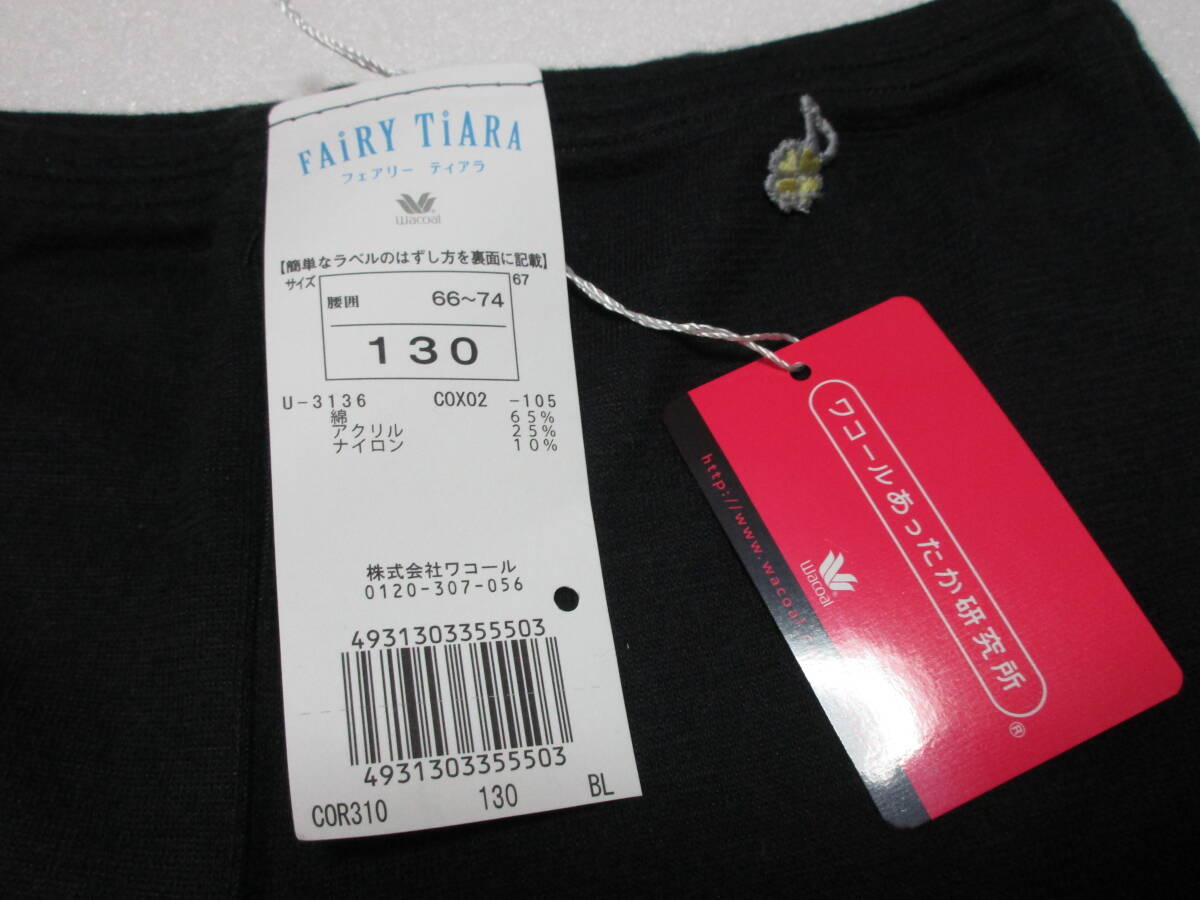 FAiRY TiARA
フェアリー ティアラ
Wacoal
【簡単なラベルのはずし方を裏面に記載】
サイズ 67
腰囲 66〜74
130
U-3136 COX02 -105
綿 65%
アクリル 25%
ナイロン 10%
株式会社ワコール
0120-307-056
4931303355503
4931303355503
COR310 130 BL
ワコールあったか研究所®
Wacoal
http://www.wacoal.